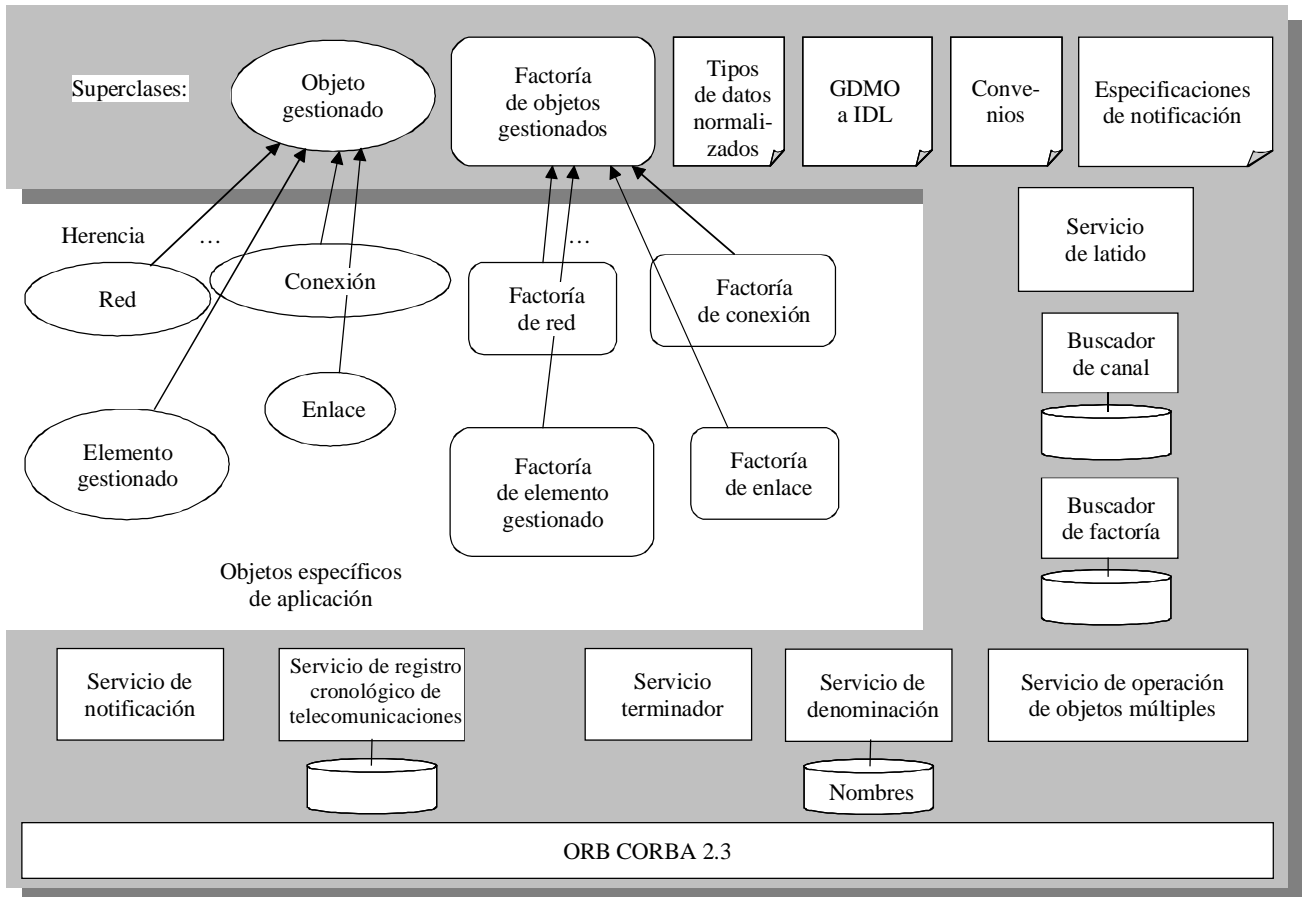 Superclases:
Objeto
gestionado
Factoría
de objetos
gestionados
Tipos
de datos
normali-
zados
GDMO
a IDL
Conve-
nios
Especificaciones
de notificación
Herencia
…
…
Servicio
de latido
Red
Conexión
Factoría
de red
Factoría
de conexión
Buscador
de canal
Enlace
Elemento
gestionado
Factoría
de elemento
gestionado
Factoría
de enlace
Buscador
de factoría
Objetos específicos
de aplicación
Servicio de
notificación
Servicio de registro
cronológico de
telecomunicaciones
Servicio
terminador
Servicio de
denominación
Servicio de operación
de objetos múltiples
Nombres
ORB CORBA 2.3